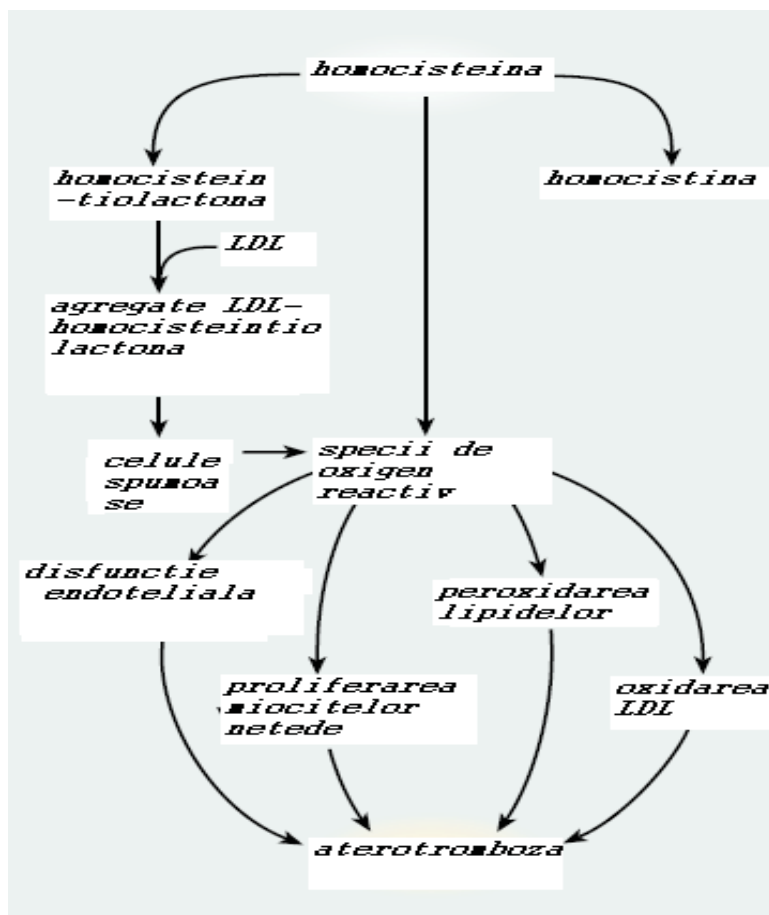 homocisteina
homocistein
-tiolactona
homocistina
LDL
agregate LDL-
homocisteintio
lactona
celule
spumoa
se
specii de
oxigen
reactiv
disfunctie
endoteliala
peroxidarea
lipidelor
proliferarea
miocitelor
netede
oxidarea
LDL
aterotromboza